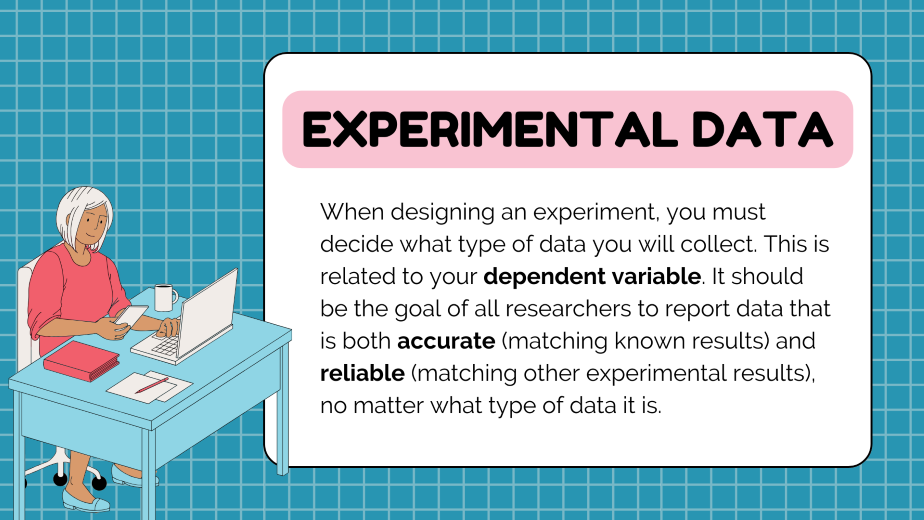 EXPERIMENTAL DATA
When designing an experiment, you must
decide what type of data you will collect. This is
related to your dependent variable. It should
be the goal of all researchers to report data that
is both accurate (matching known results) and
reliable (matching other experimental results),
no matter what type of data it is.